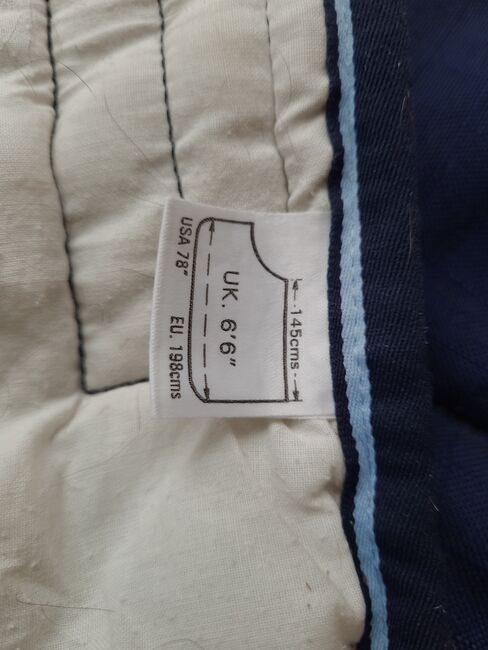 145cms
UK. 6'6"
USA 78"
EU. 198cms